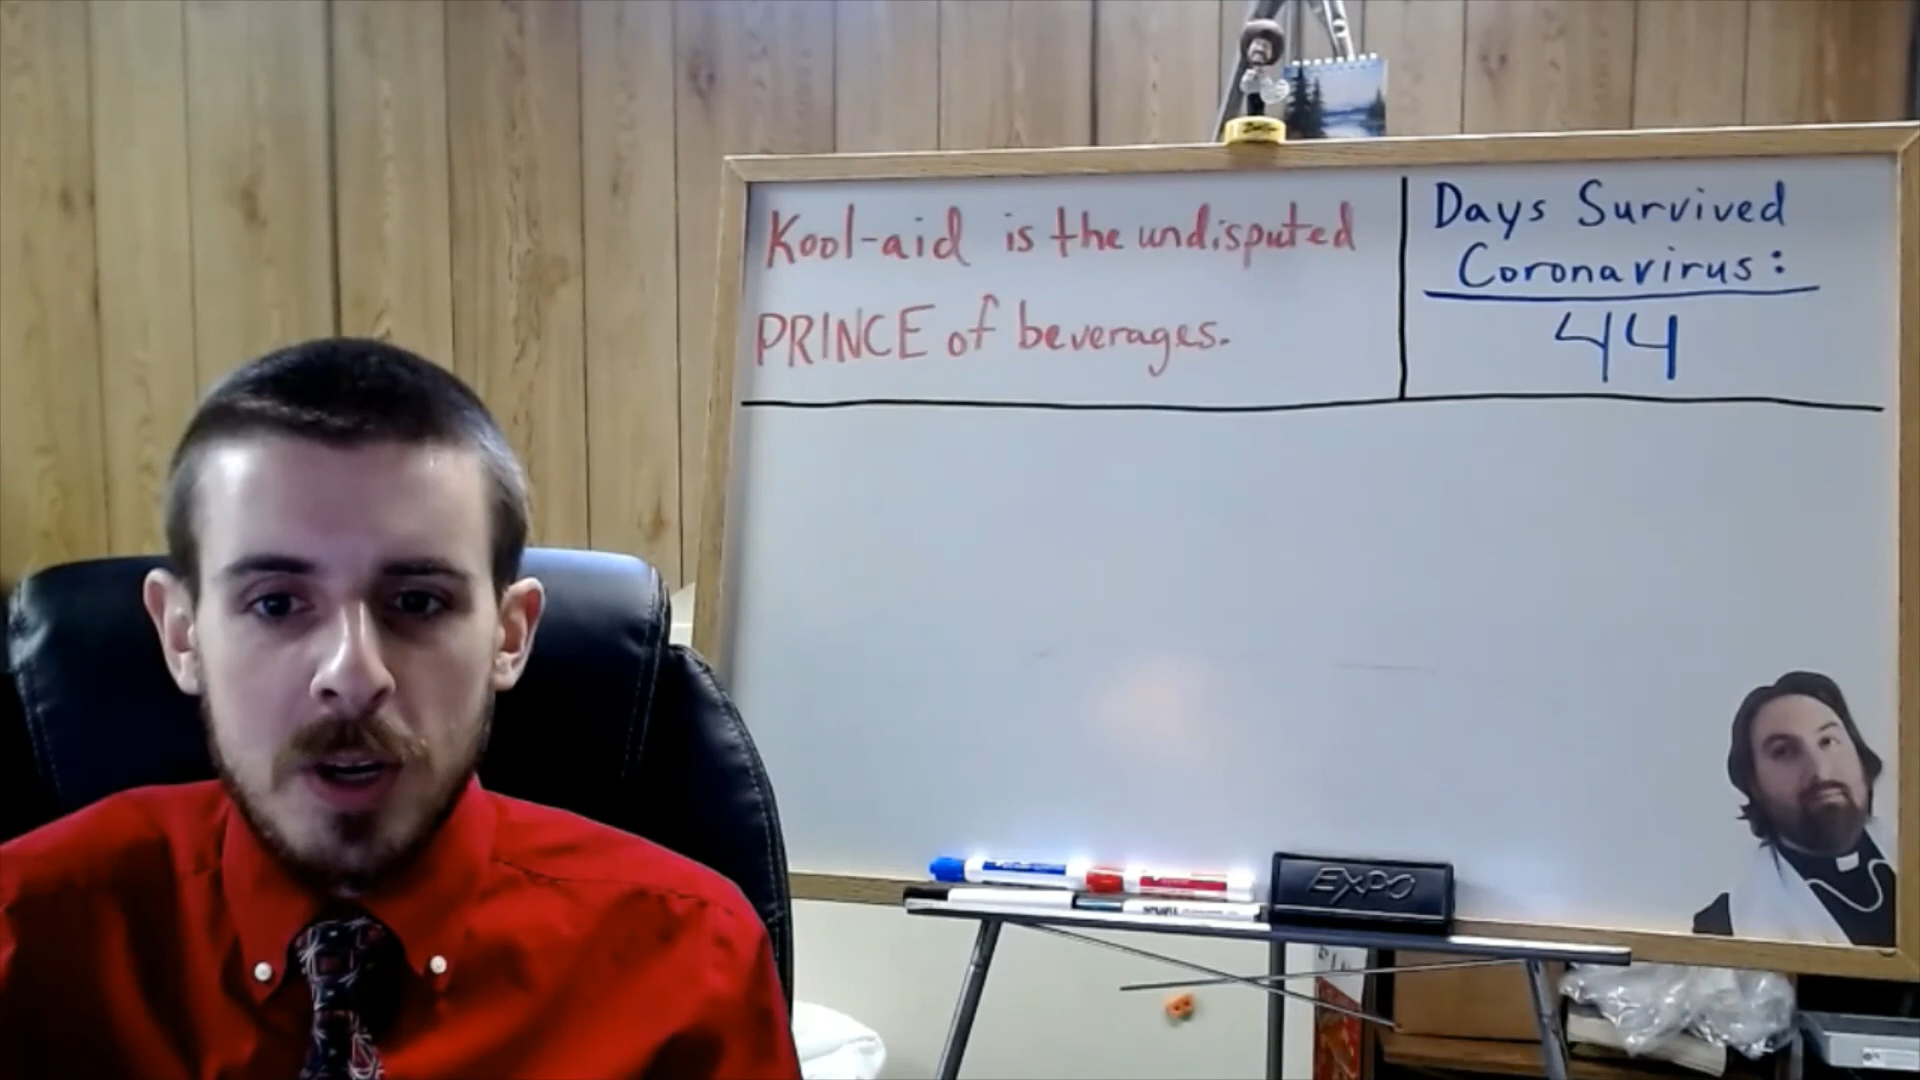 Kool-aid is the undisputed
PRINCE of beverages.
Days Survived
Coronavirus:
44
EXPO